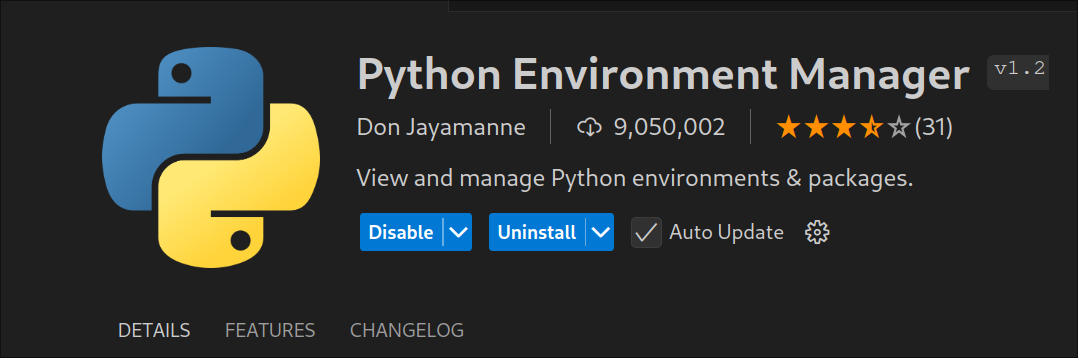 Python Environment Manager v1.2
Don Jayamanne 9,050,002 (31)
View and manage Python environments & packages.
Disable Uninstall Auto Update
DETAILS FEATURES CHANGELOG